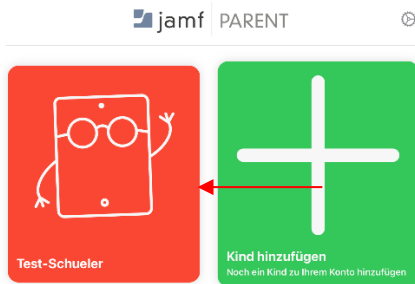 jamf PARENT
Test-Schueler
Kind hinzufügen
Noch ein Kind zu Ihrem Konto hinzufügen